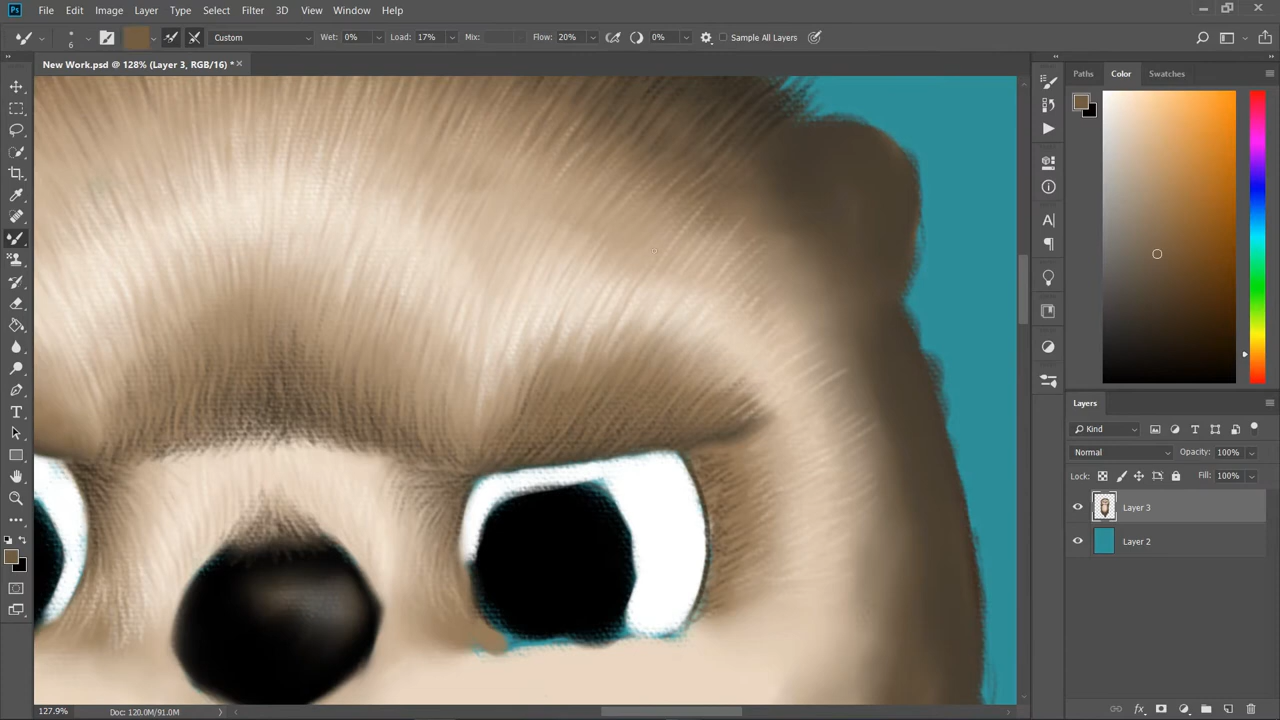 Ps File Edit Image Layer Type Select Filter 3D View Window Help
6 Custom Wet: 0% Load: 17% Mix: Flow: 20% 0% Sample All Layers
New Work.psd @ 128% (Layer 3, RGB/16) *
Paths Color Swatches
Layers
Kind
Normal Opacity: 100%
Lock: Fill: 100%
Layer 3
Layer 2
127.9% Doc: 120.0M/91.0M